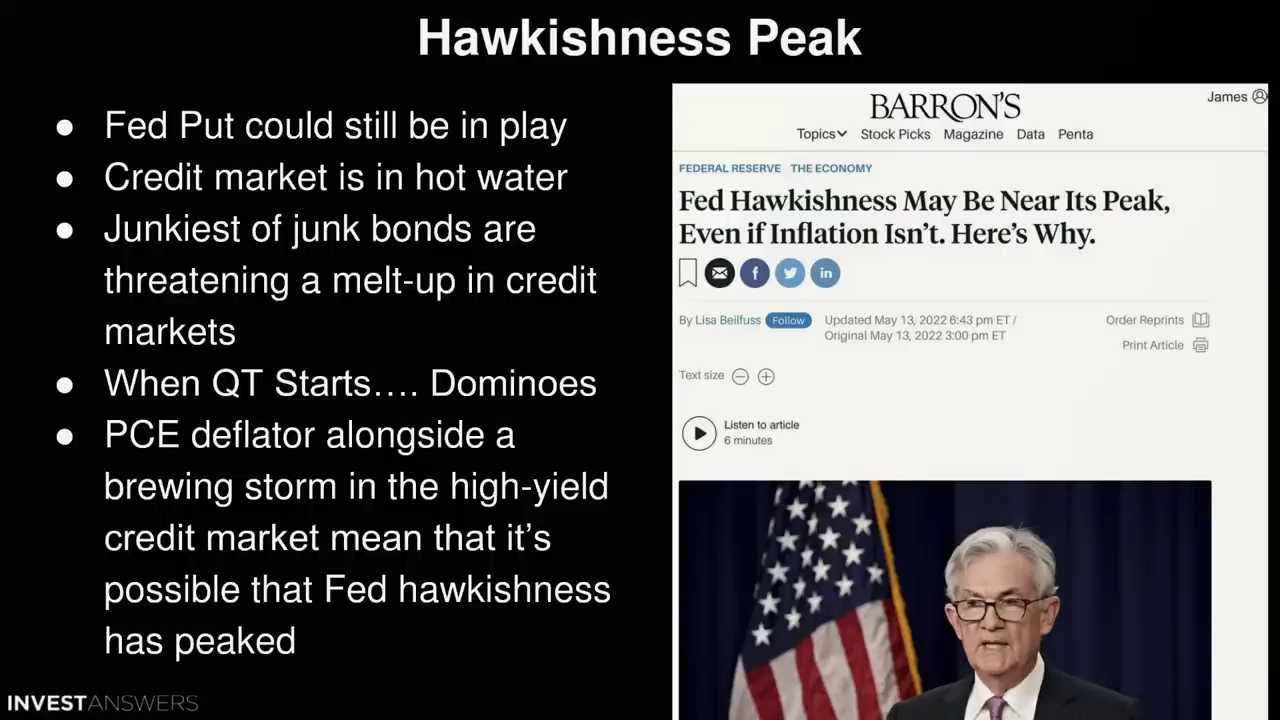 Hawkishness Peak
● Fed Put could still be in play
● Credit market is in hot water
● Junkiest of junk bonds are
threatening a melt-up in credit
markets
● When QT Starts…. Dominoes
● PCE deflator alongside a
brewing storm in the high-yield
credit market mean that it’s
possible that Fed hawkishness
has peaked
INVESTANSWERS
BARRON'S
James
Topics Stock Picks Magazine Data Penta
FEDERAL RESERVE THE ECONOMY
Fed Hawkishness May Be Near Its Peak,
Even if Inflation Isn’t. Here’s Why.
By Lisa Beilfuss Follow
Updated May 13, 2022 6:43 pm ET /
Original May 13, 2022 3:00 pm ET
Order Reprints
Print Article
Text size
Listen to article
6 minutes